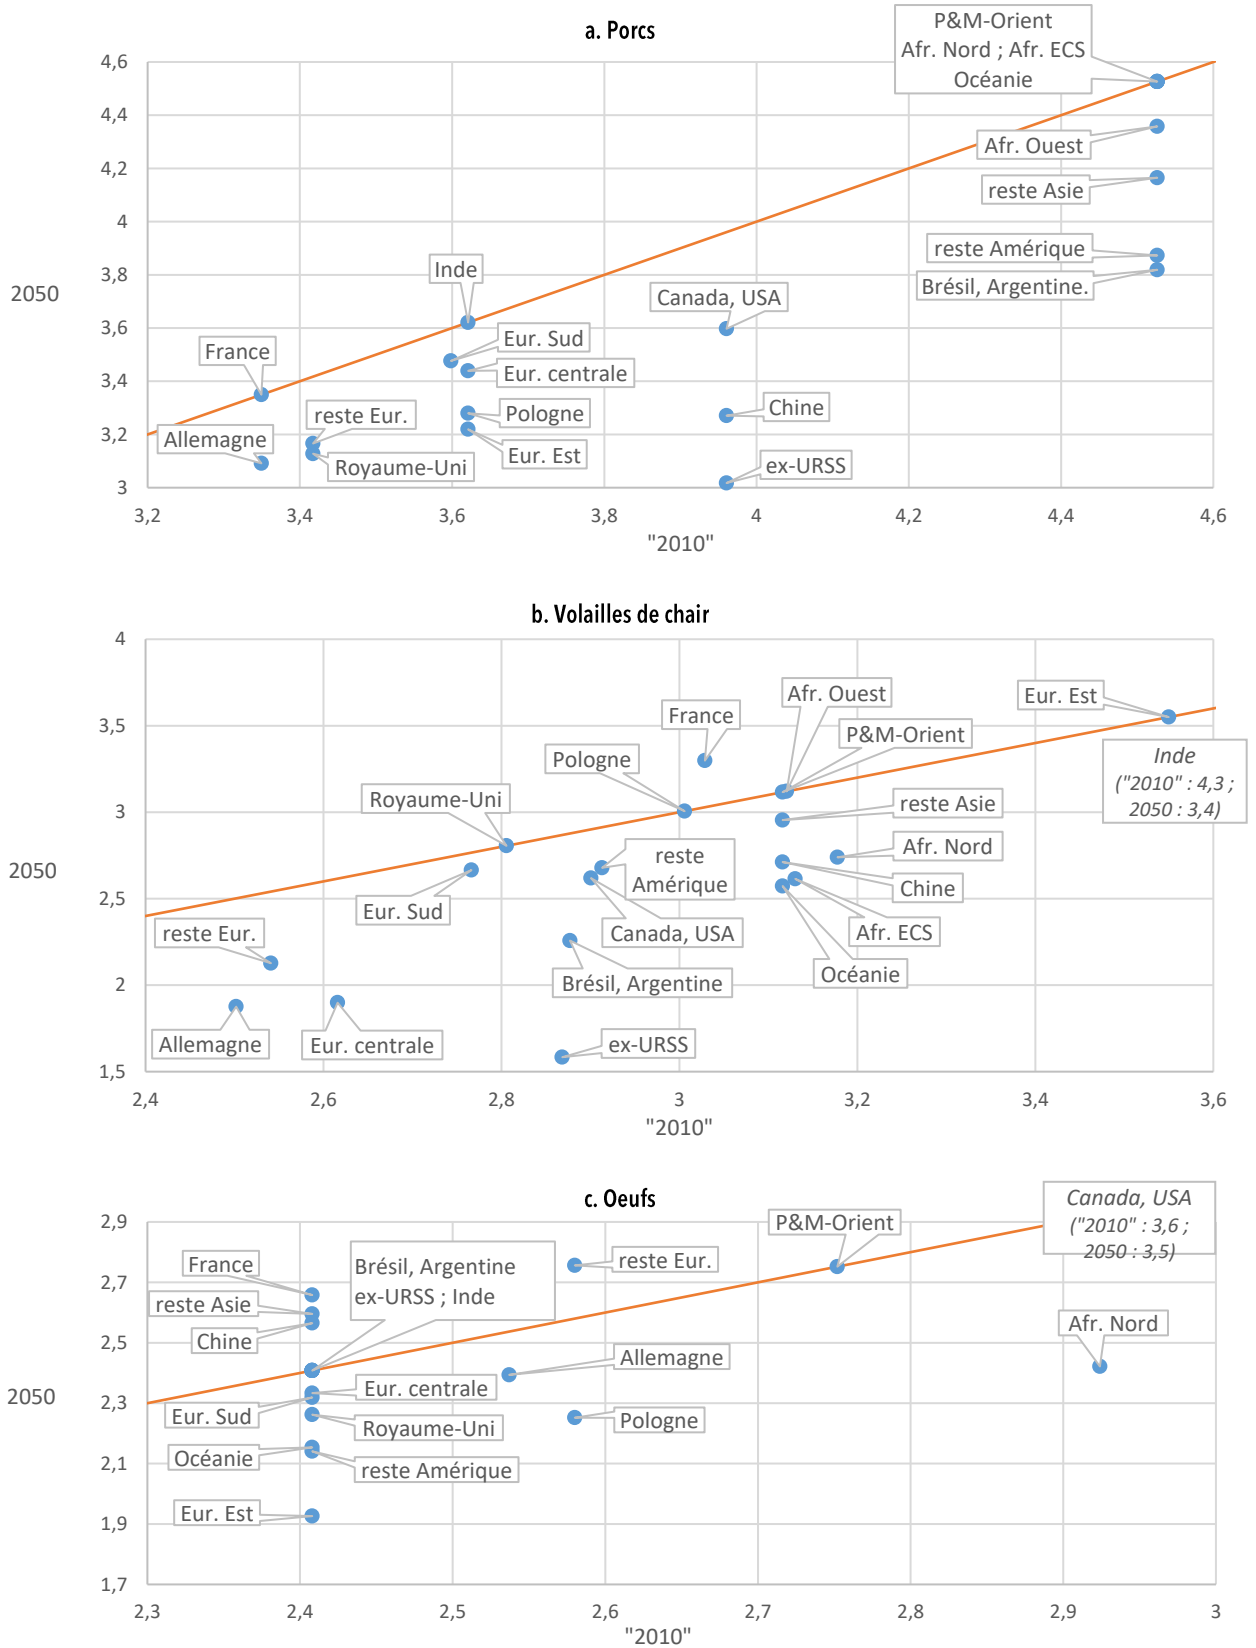 a. Porcs
P&M-Orient
Afr. Nord ; Afr. ECS
Océanie
4,6
4,4
Afr. Ouest
4,2
reste Asie
4
reste Amérique
Inde
3,8
Brésil, Argentine.
2050
Canada, USA
3,6
Eur. Sud
France
Eur. centrale
3,4
reste Eur.
Pologne
Chine
3,2
Allemagne
Eur. Est
Royaume-Uni
ex-URSS
3
3,2 3,4 3,6 3,8 4 4,2 4,4 4,6
"2010"
b. Volailles de chair
4
Afr. Ouest
Eur. Est
France
3,5
P&M-Orient
Pologne
Inde
("2010" : 4,3 ;
2050 : 3,4)
Royaume-Uni
reste Asie
3
Afr. Nord
reste
Amérique
2050
Chine
Eur. Sud
2,5
reste Eur.
Canada, USA
Afr. ECS
Océanie
Brésil, Argentine
2
Allemagne
Eur. centrale
ex-URSS
1,5
2,4 2,6 2,8 3 3,2 3,4 3,6
"2010"
c. Oeufs
Canada, USA
("2010" : 3,6 ;
2050 : 3,5)
2,9
P&M-Orient
France
Brésil, Argentine
ex-URSS ; Inde
reste Eur.
2,7
reste Asie
Chine
Afr. Nord
2,5
Allemagne
Eur. centrale
2050
2,3
Eur. Sud
Royaume-Uni
Pologne
Océanie
reste Amérique
2,1
Eur. Est
1,9
1,7
2,3 2,4 2,5 2,6 2,7 2,8 2,9 3
"2010"